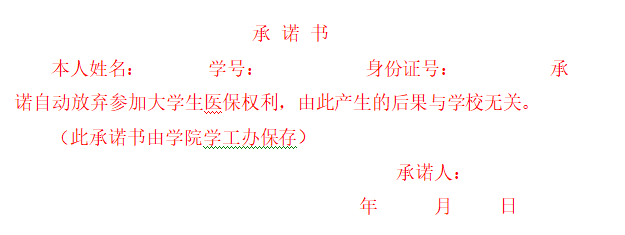 承 诺 书
本人姓名： 学号： 身份证号： 承
诺自动放弃参加大学生医保权利，由此产生的后果与学校无关。
（此承诺书由学院学工办保存）
承诺人：
年 月 日